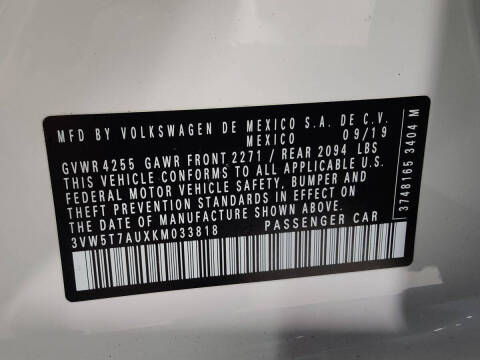 MFD BY VOLKSWAGEN DE MEXICO S.A. DE C.V.
MEXICO 09/19
GVWR 4255 GAWR FRONT 2271 / REAR 2094 LBS
THIS VEHICLE CONFORMS TO ALL APPLICABLE U.S.
FEDERAL MOTOR VEHICLE SAFETY, BUMPER AND
THEFT PREVENTION STANDARDS IN EFFECT ON THE
DATE OF MANUFACTURE SHOWN ABOVE.
3VW5T7AUXKM033818 PASSENGER CAR
3748165 3404 M